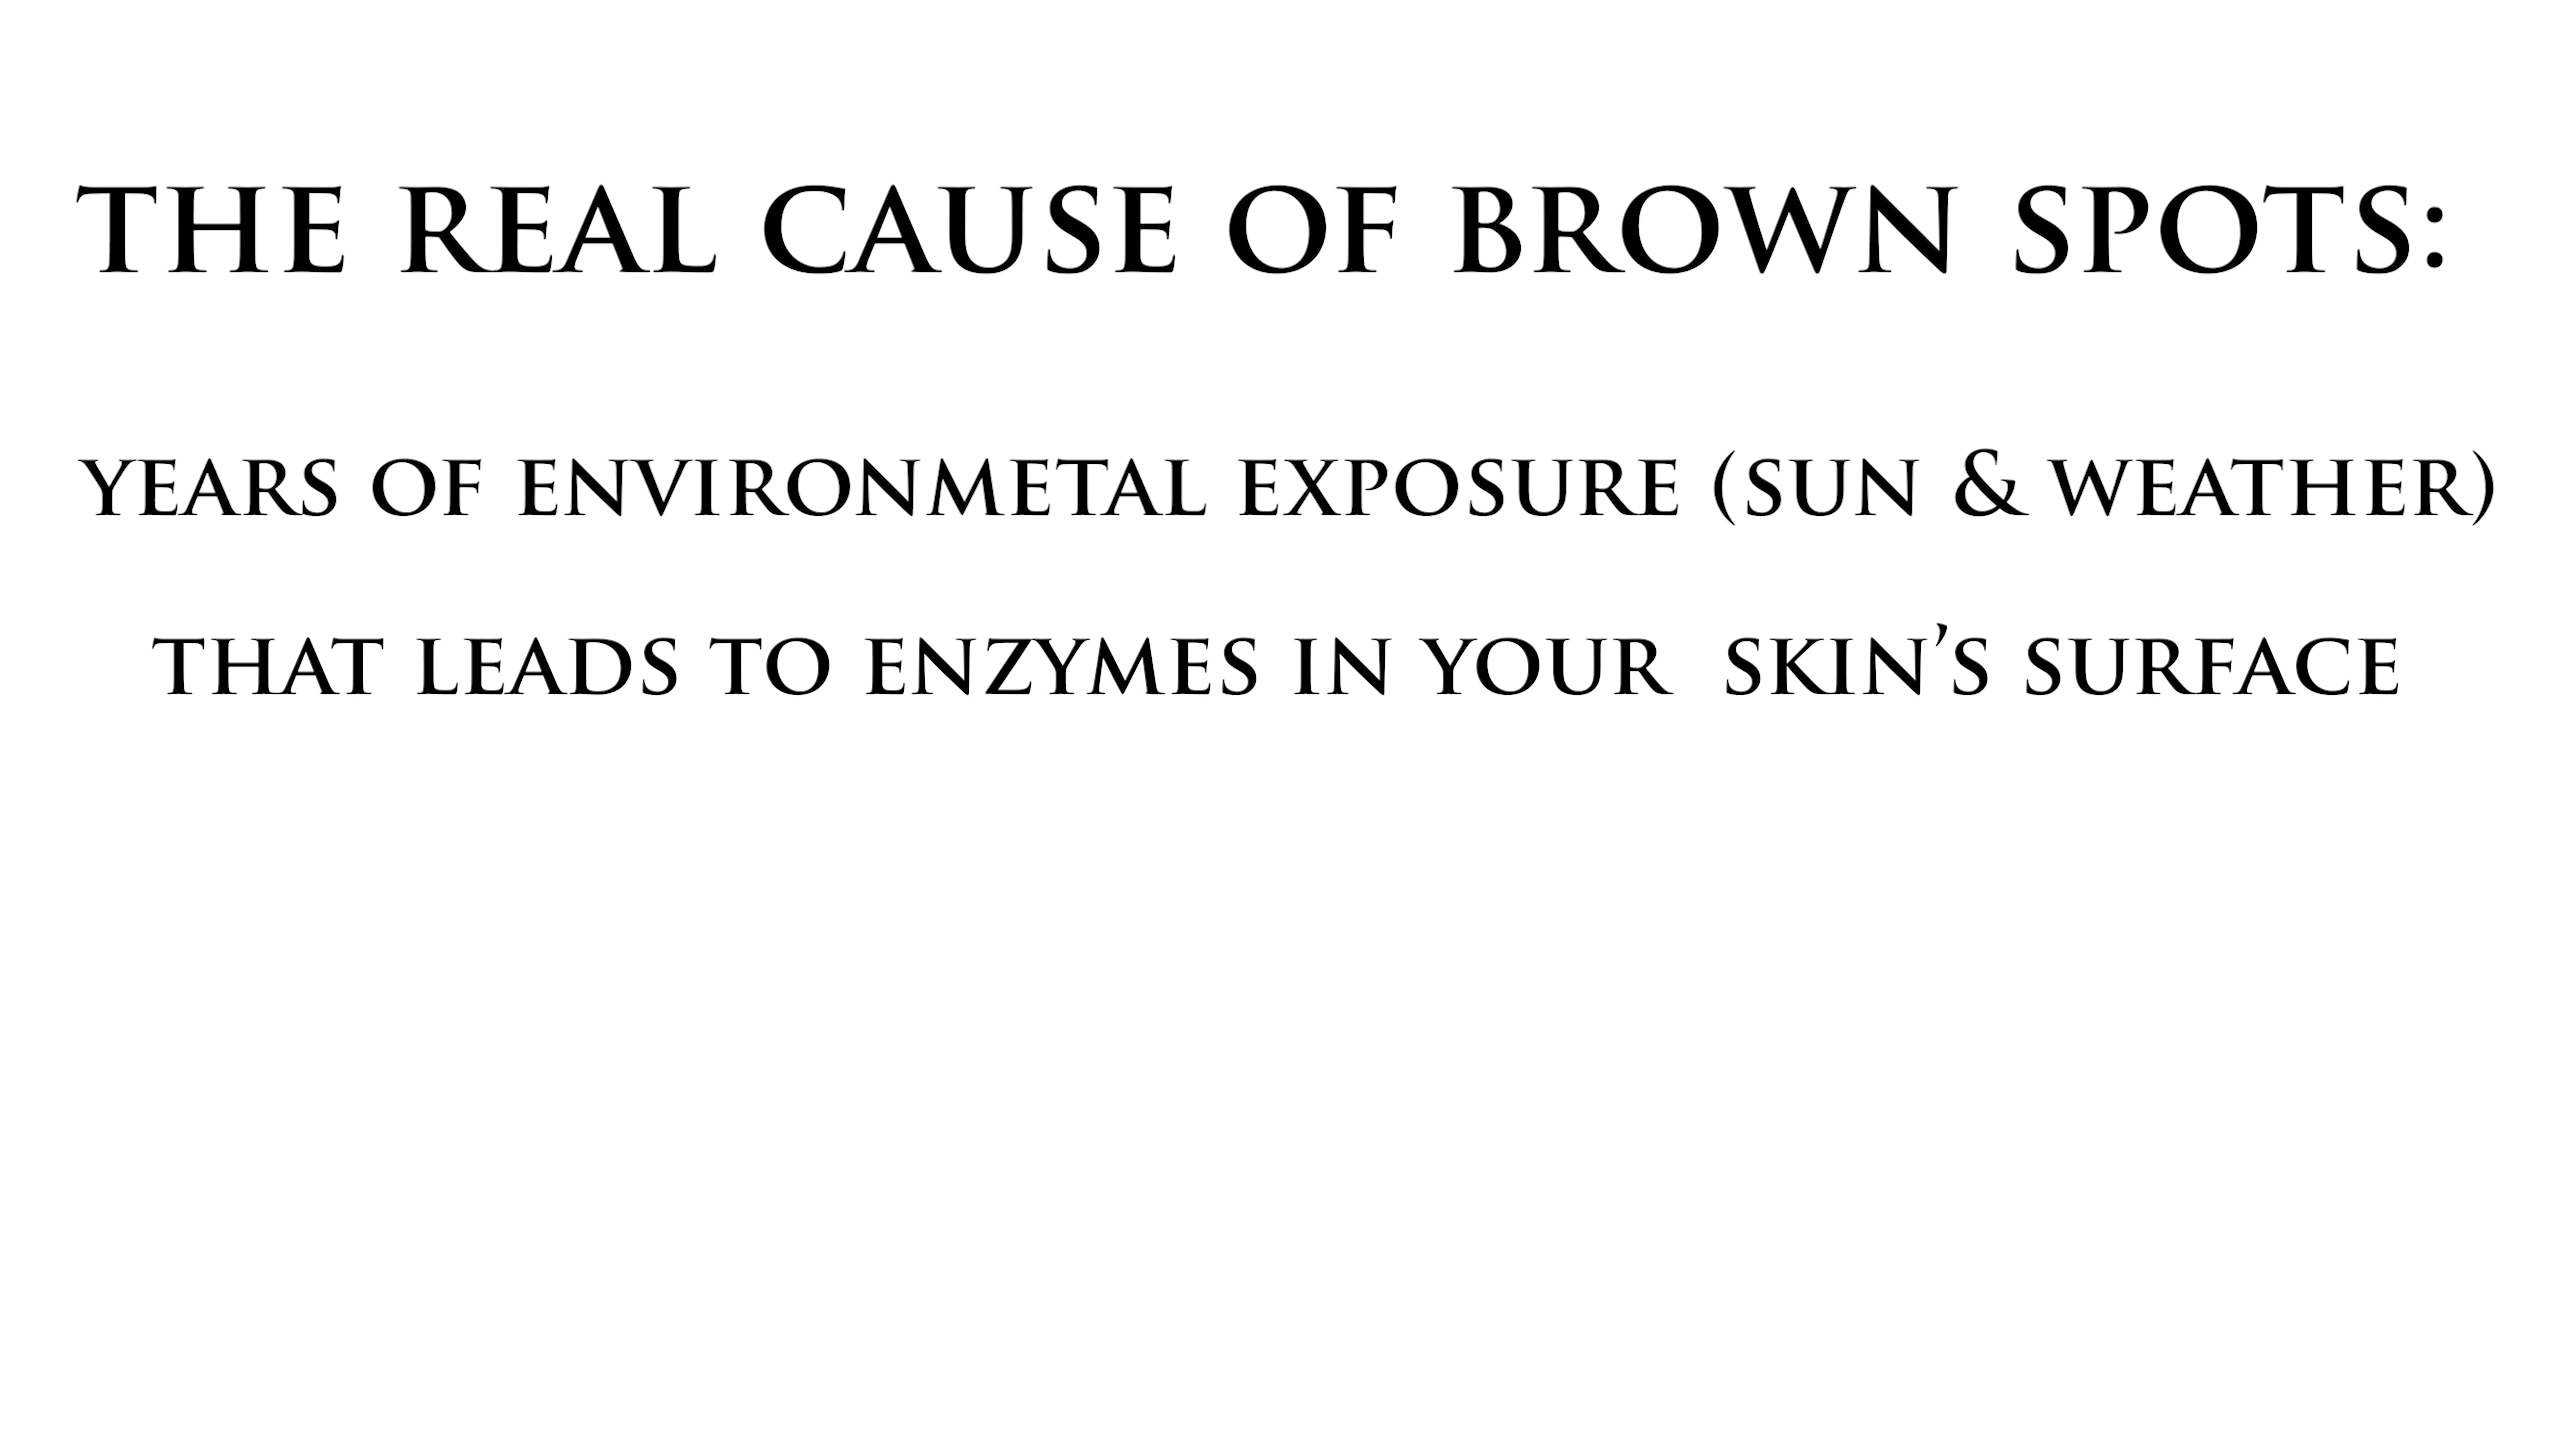 THE REAL CAUSE OF BROWN SPOTS:
YEARS OF ENVIRONMETAL EXPOSURE (SUN & WEATHER)
THAT LEADS TO ENZYMES IN YOUR  SKIN’S SURFACE